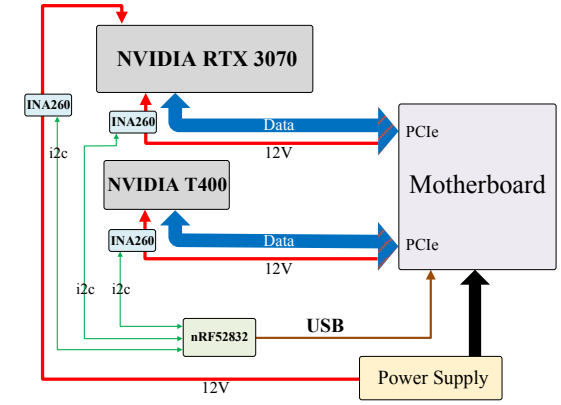 NVIDIA RTX 3070
INA260
INA260
Data
PCIe
i2c
12V
NVIDIA T400
Motherboard
INA260
Data
PCIe
12V
i2c
i2c
USB
nRF52832
Power Supply
12V